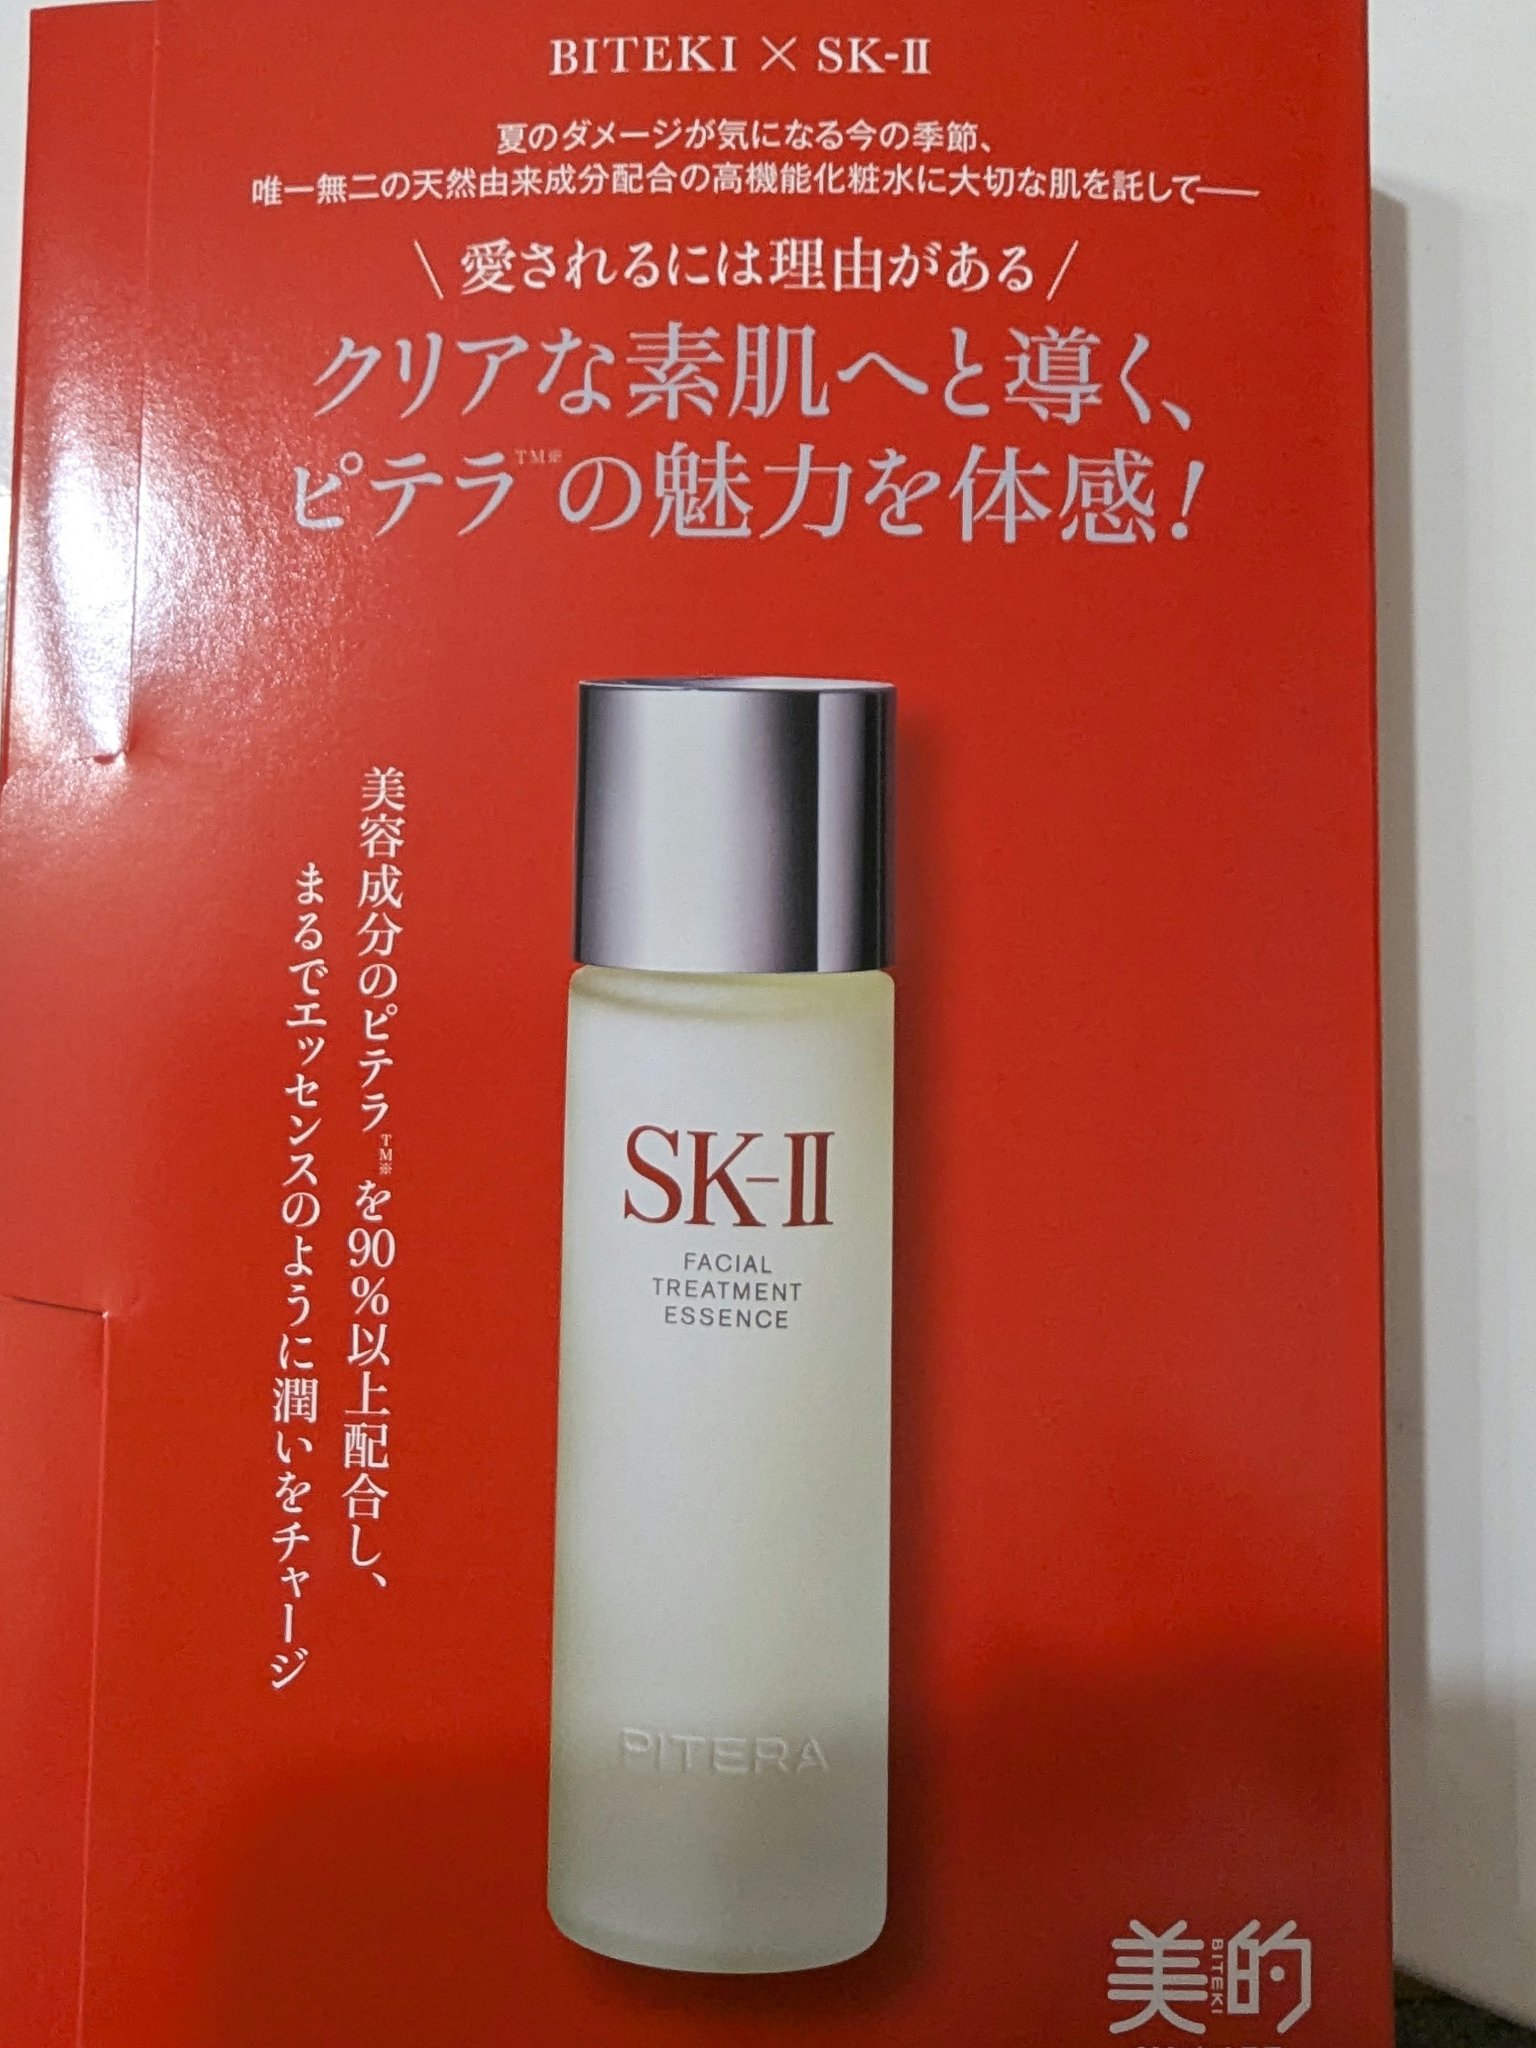 BITEKI × SK-II
夏のダメージが気になる今の季節、
唯一無二の天然由来成分配合の高機能化粧水に大切な肌を託して──
\ 愛されるには理由がある /
クリアな素肌へと導く、
ピテラ™※の魅力を体感！
美容成分のピテラ™※を90％以上配合し、
まるでエッセンスのように潤いをチャージ
SK-II
FACIAL
TREATMENT
ESSENCE
PITERA
美的
BITEKI